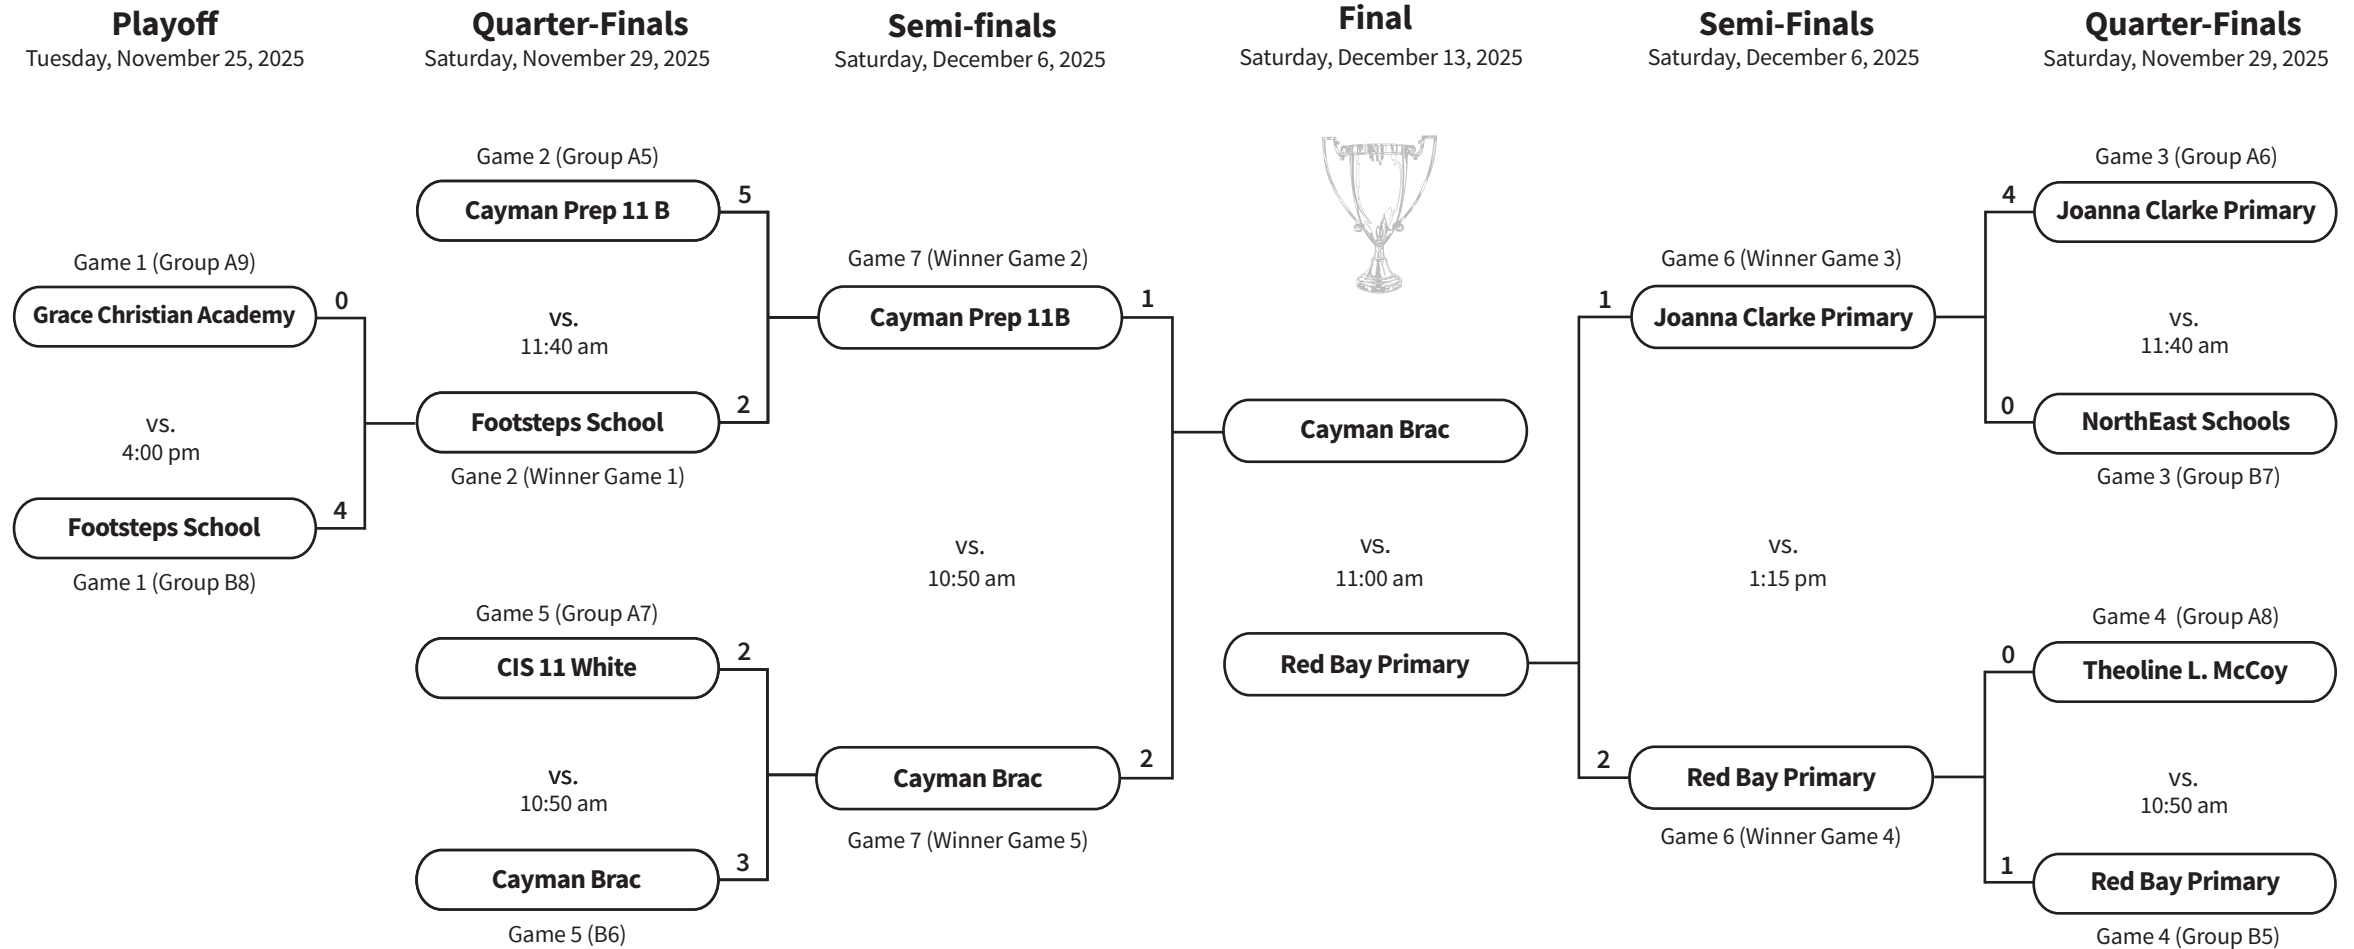 Playoff
Tuesday, November 25, 2025
Quarter-Finals
Saturday, November 29, 2025
Semi-finals
Saturday, December 6, 2025
Final
Saturday, December 13, 2025
Semi-Finals
Saturday, December 6, 2025
Quarter-Finals
Saturday, November 29, 2025
Game 1 (Group A9)
Grace Christian Academy
0
vs.
4:00 pm
Footsteps School
4
Game 1 (Group B8)
Game 2 (Group A5)
Cayman Prep 11 B
5
vs.
11:40 am
Footsteps School
2
Gane 2 (Winner Game 1)
Game 5 (Group A7)
CIS 11 White
2
vs.
10:50 am
Cayman Brac
3
Game 5 (B6)
Game 7 (Winner Game 2)
Cayman Prep 11B
1
vs.
10:50 am
Cayman Brac
2
Game 7 (Winner Game 5)
Cayman Brac
vs.
11:00 am
Red Bay Primary
Game 6 (Winner Game 3)
1
Joanna Clarke Primary
vs.
1:15 pm
2
Red Bay Primary
Game 6 (Winner Game 4)
Game 3 (Group A6)
4
Joanna Clarke Primary
vs.
11:40 am
0
NorthEast Schools
Game 3 (Group B7)
Game 4 (Group A8)
0
Theoline L. McCoy
vs.
10:50 am
1
Red Bay Primary
Game 4 (Group B5)